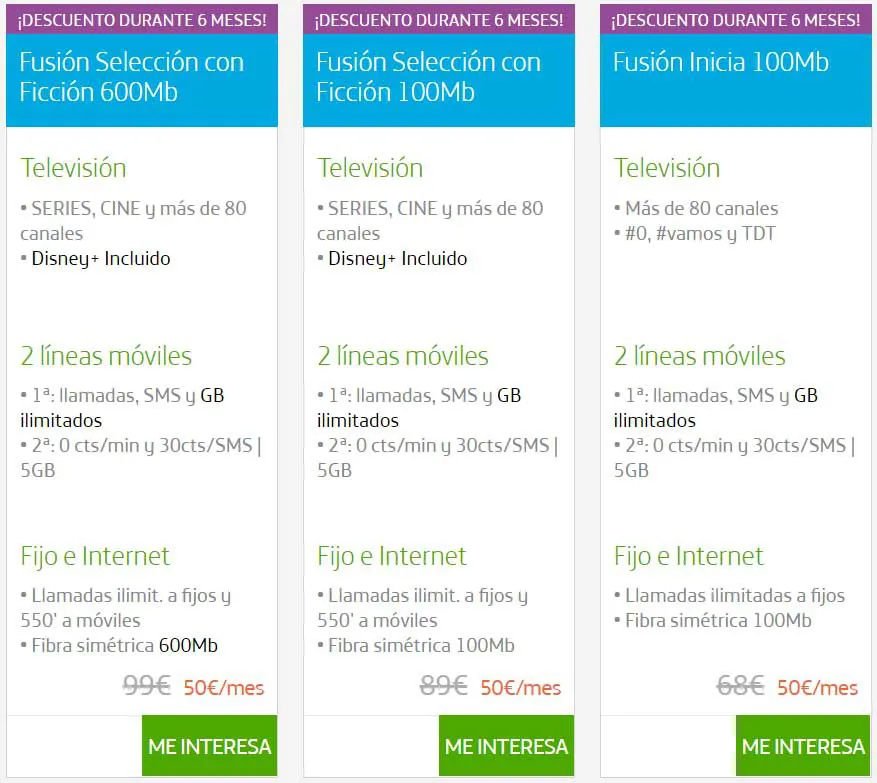 ¡DESCUENTO DURANTE 6 MESES!
Fusión Selección con
Ficción 600Mb
Televisión
• SERIES, CINE y más de 80
canales
• Disney+ Incluido
2 líneas móviles
• 1ª: llamadas, SMS y GB
ilimitados
• 2ª: 0 cts/min y 30cts/SMS |
5GB
Fijo e Internet
• Llamadas ilimit. a fijos y
550' a móviles
• Fibra simétrica 600Mb
99€ 50€/mes
ME INTERESA
¡DESCUENTO DURANTE 6 MESES!
Fusión Selección con
Ficción 100Mb
Televisión
• SERIES, CINE y más de 80
canales
• Disney+ Incluido
2 líneas móviles
• 1ª: llamadas, SMS y GB
ilimitados
• 2ª: 0 cts/min y 30cts/SMS |
5GB
Fijo e Internet
• Llamadas ilimit. a fijos y
550' a móviles
• Fibra simétrica 100Mb
89€ 50€/mes
ME INTERESA
¡DESCUENTO DURANTE 6 MESES!
Fusión Inicia 100Mb
Televisión
• Más de 80 canales
• #0, #vamos y TDT
2 líneas móviles
• 1ª: llamadas, SMS y GB
ilimitados
• 2ª: 0 cts/min y 30cts/SMS |
5GB
Fijo e Internet
• Llamadas ilimitadas a fijos
• Fibra simétrica 100Mb
68€ 50€/mes
ME INTERESA